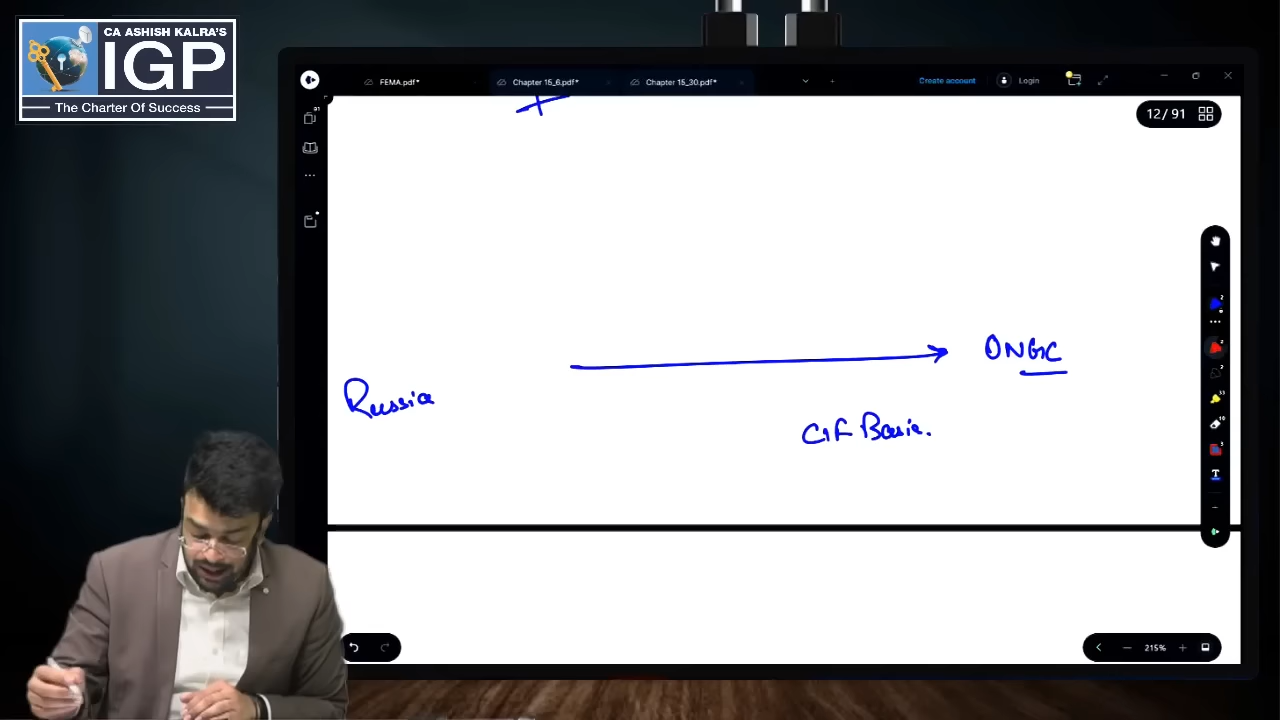 CA ASHISH KALRA'S
IGP
The Charter Of Success
FEMA.pdf*
Chapter 15_6.pdf*
Chapter 15_30.pdf*
Create account
Login
91
12/ 91
ONGC
Russia
CIF Basis.
215%